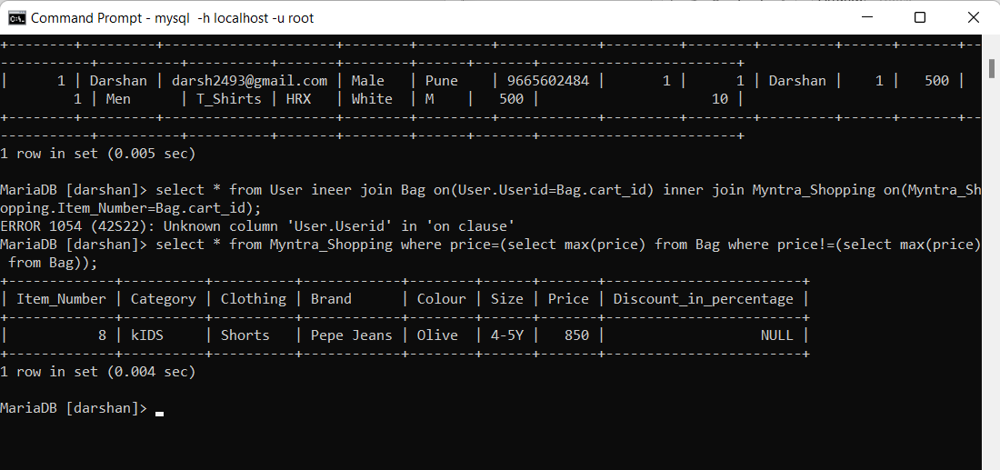 Command Prompt - mysql -h localhost -u root
+--------+---------+----------------------+--------+---------+------------+---------+---------+---------+------+-------+--
-----------+----------+-----------+-------+--------+------+-------+------------------------+
|      1 | Darshan | darsh2493@gmail.com | Male   | Pune    | 9665602484 |       1 |       1 | Darshan |    1 |   500 |
         1 | Men      | T_Shirts | HRX   | White  | M    |   500 |                     10 |
+--------+---------+----------------------+--------+---------+------------+---------+---------+---------+------+-------+--
-----------+----------+-----------+-------+--------+------+-------+------------------------+
1 row in set (0.005 sec)
MariaDB [darshan]> select * from User ineer join Bag on(User.Userid=Bag.cart_id) inner join Myntra_Shopping on(Myntra_Sh
opping.Item_Number=Bag.cart_id);
ERROR 1054 (42S22): Unknown column 'User.Userid' in 'on clause'
MariaDB [darshan]> select * from Myntra_Shopping where price=(select max(price) from Bag where price!=(select max(price)
 from Bag));
+-------------+----------+----------+------------+--------+------+-------+------------------------+
| Item_Number | Category | Clothing | Brand      | Colour | Size | Price | Discount_in_percentage |
+-------------+----------+----------+------------+--------+------+-------+------------------------+
|           8 | kIDS     | Shorts   | Pepe Jeans | Olive  | 4-5Y |   850 |                   NULL |
+-------------+----------+----------+------------+--------+------+-------+------------------------+
1 row in set (0.004 sec)
MariaDB [darshan]>